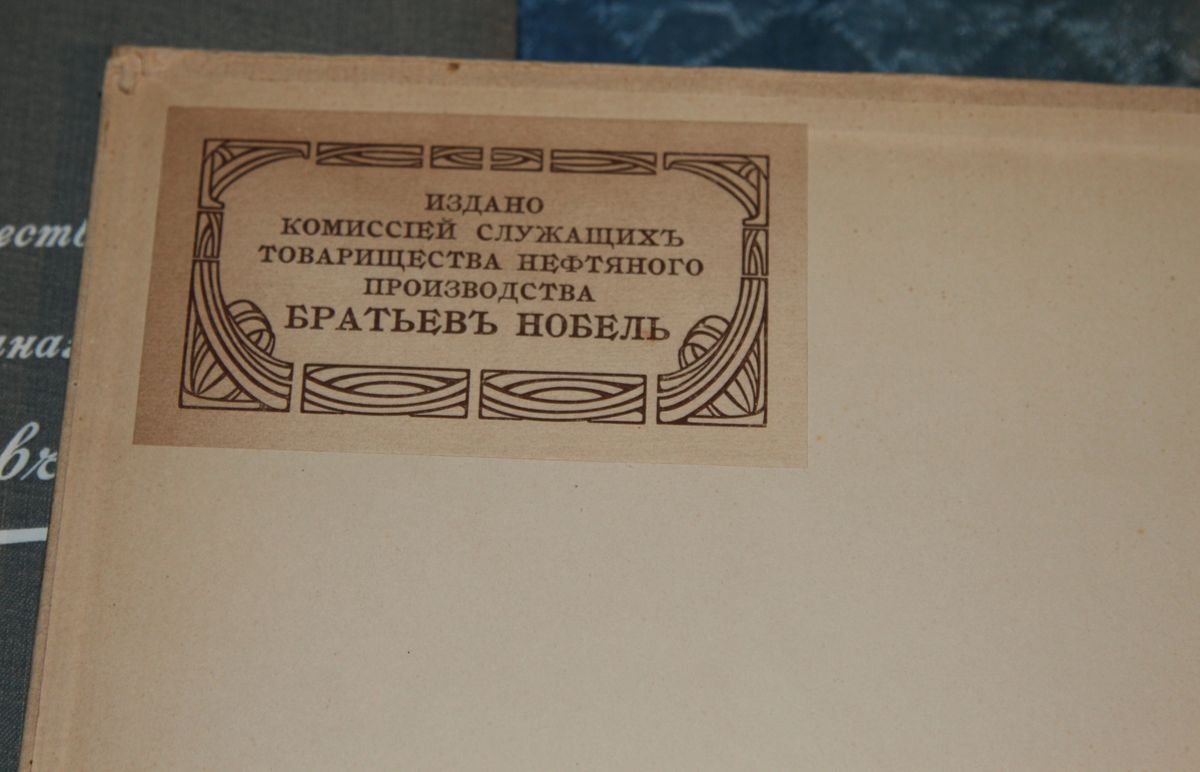 ИЗДАНО
КОМИССІЕЙ СЛУЖАЩИХЪ
ТОВАРИЩЕСТВА НЕФТЯНОГО
ПРОИЗВОДСТВА
БРАТЬЕВЪ НОБЕЛЬ